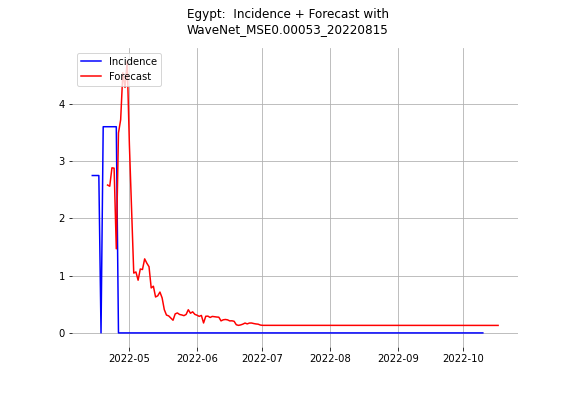 Egypt:  Incidence + Forecast with
WaveNet_MSE0.00053_20220815
Incidence
Forecast
4
3
2
1
0
2022-05 2022-06 2022-07 2022-08 2022-09 2022-10